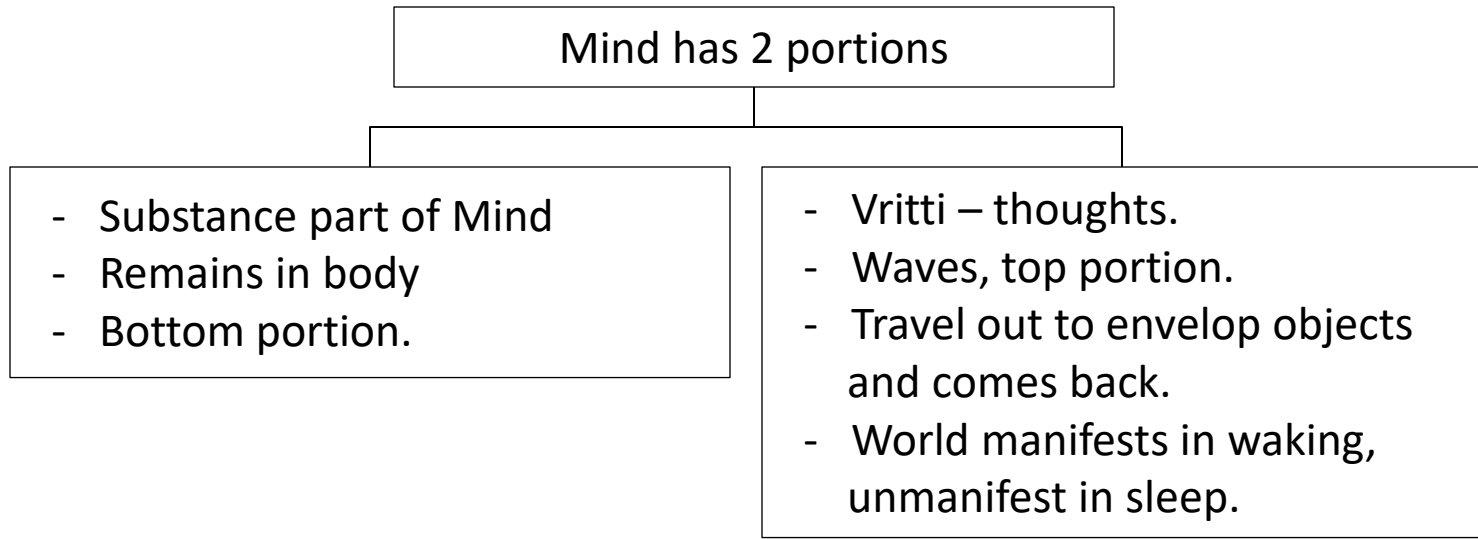 Mind has 2 portions
- Substance part of Mind
- Remains in body
- Bottom portion.
- Vritti – thoughts.
- Waves, top portion.
- Travel out to envelop objects
and comes back.
- World manifests in waking,
unmanifest in sleep.